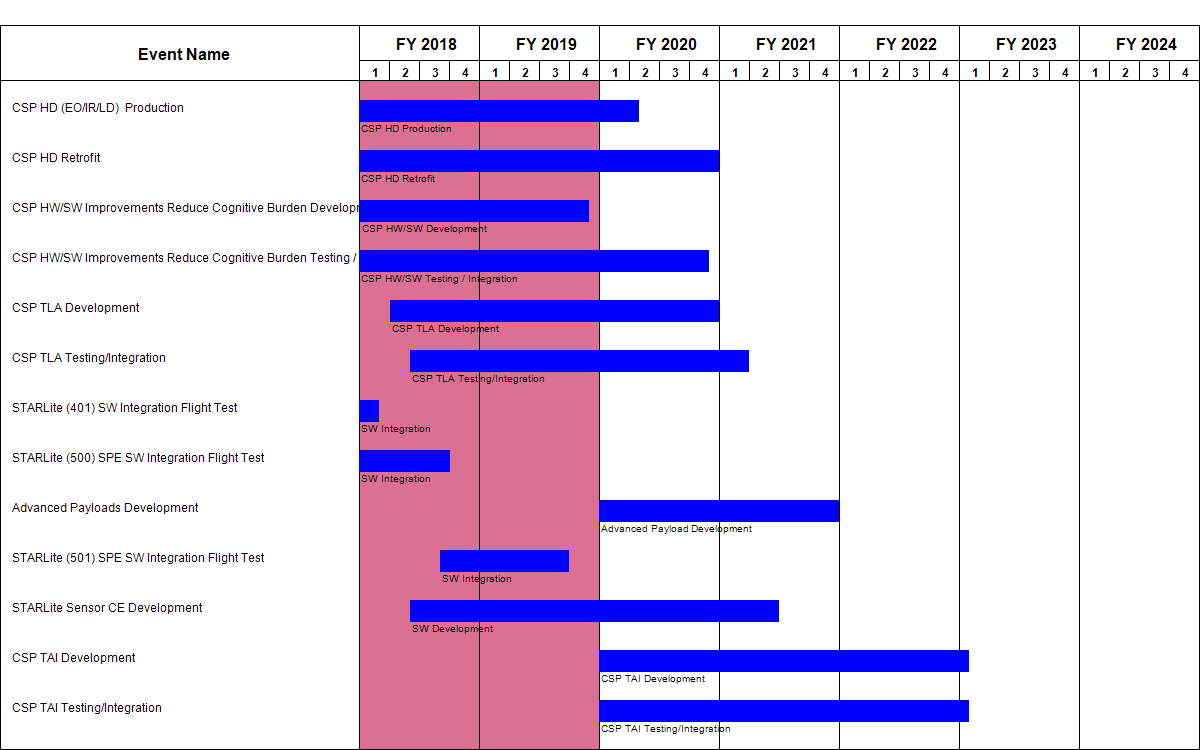 Event Name
FY 2018 FY 2019 FY 2020 FY 2021 FY 2022 FY 2023 FY 2024
1 2 3 4 1 2 3 4 1 2 3 4 1 2 3 4 1 2 3 4 1 2 3 4 1 2 3 4
CSP HD (EO/IR/LD) Production
CSP HD Production
CSP HD Retrofit
CSP HD Retrofit
CSP HW/SW Improvements Reduce Cognitive Burden Develop
CSP HW/SW Development
CSP HW/SW Improvements Reduce Cognitive Burden Testing /
CSP HW/SW Testing / Integration
CSP TLA Development
CSP TLA Development
CSP TLA Testing/Integration
CSP TLA Testing/Integration
STARLite (401) SW Integration Flight Test
SW Integration
STARLite (500) SPE SW Integration Flight Test
SW Integration
Advanced Payloads Development
Advanced Payload Development
STARLite (501) SPE SW Integration Flight Test
SW Integration
STARLite Sensor CE Development
SW Development
CSP TAI Development
CSP TAI Development
CSP TAI Testing/Integration
CSP TAI Testing/Integration